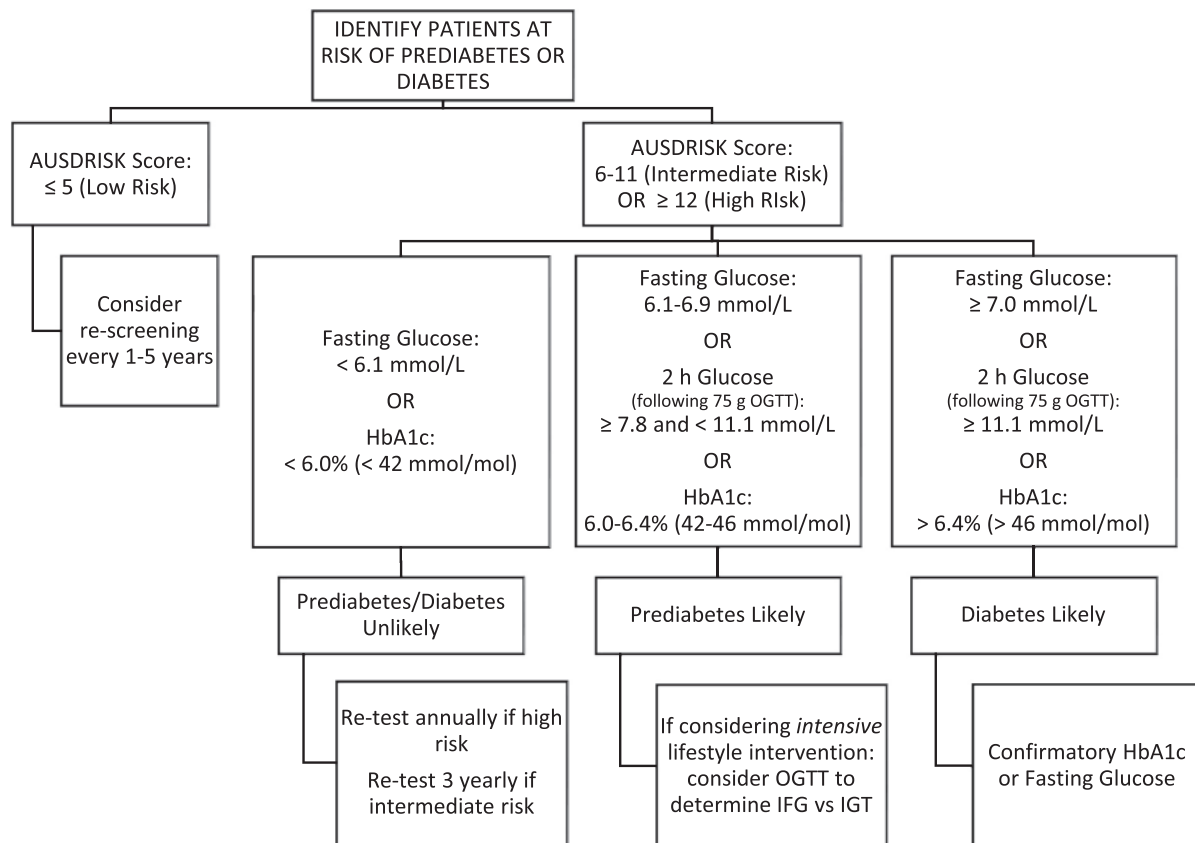 IDENTIFY PATIENTS AT
RISK OF PREDIABETES OR
DIABETES
AUSDRISK Score:
≤ 5 (Low Risk)
AUSDRISK Score:
6-11 (Intermediate Risk)
OR ≥ 12 (High RIsk)
Consider
re-screening
every 1-5 years
Fasting Glucose:
< 6.1 mmol/L
OR
HbA1c:
< 6.0% (< 42 mmol/mol)
Fasting Glucose:
6.1-6.9 mmol/L
OR
2 h Glucose
(following 75 g OGTT):
≥ 7.8 and < 11.1 mmol/L
OR
HbA1c:
6.0-6.4% (42-46 mmol/mol)
Fasting Glucose:
≥ 7.0 mmol/L
OR
2 h Glucose
(following 75 g OGTT):
≥ 11.1 mmol/L
OR
HbA1c:
> 6.4% (> 46 mmol/mol)
Prediabetes/Diabetes
Unlikely
Prediabetes Likely
Diabetes Likely
Re-test annually if high
risk
Re-test 3 yearly if
intermediate risk
If considering intensive
lifestyle intervention:
consider OGTT to
determine IFG vs IGT
Confirmatory HbA1c
or Fasting Glucose